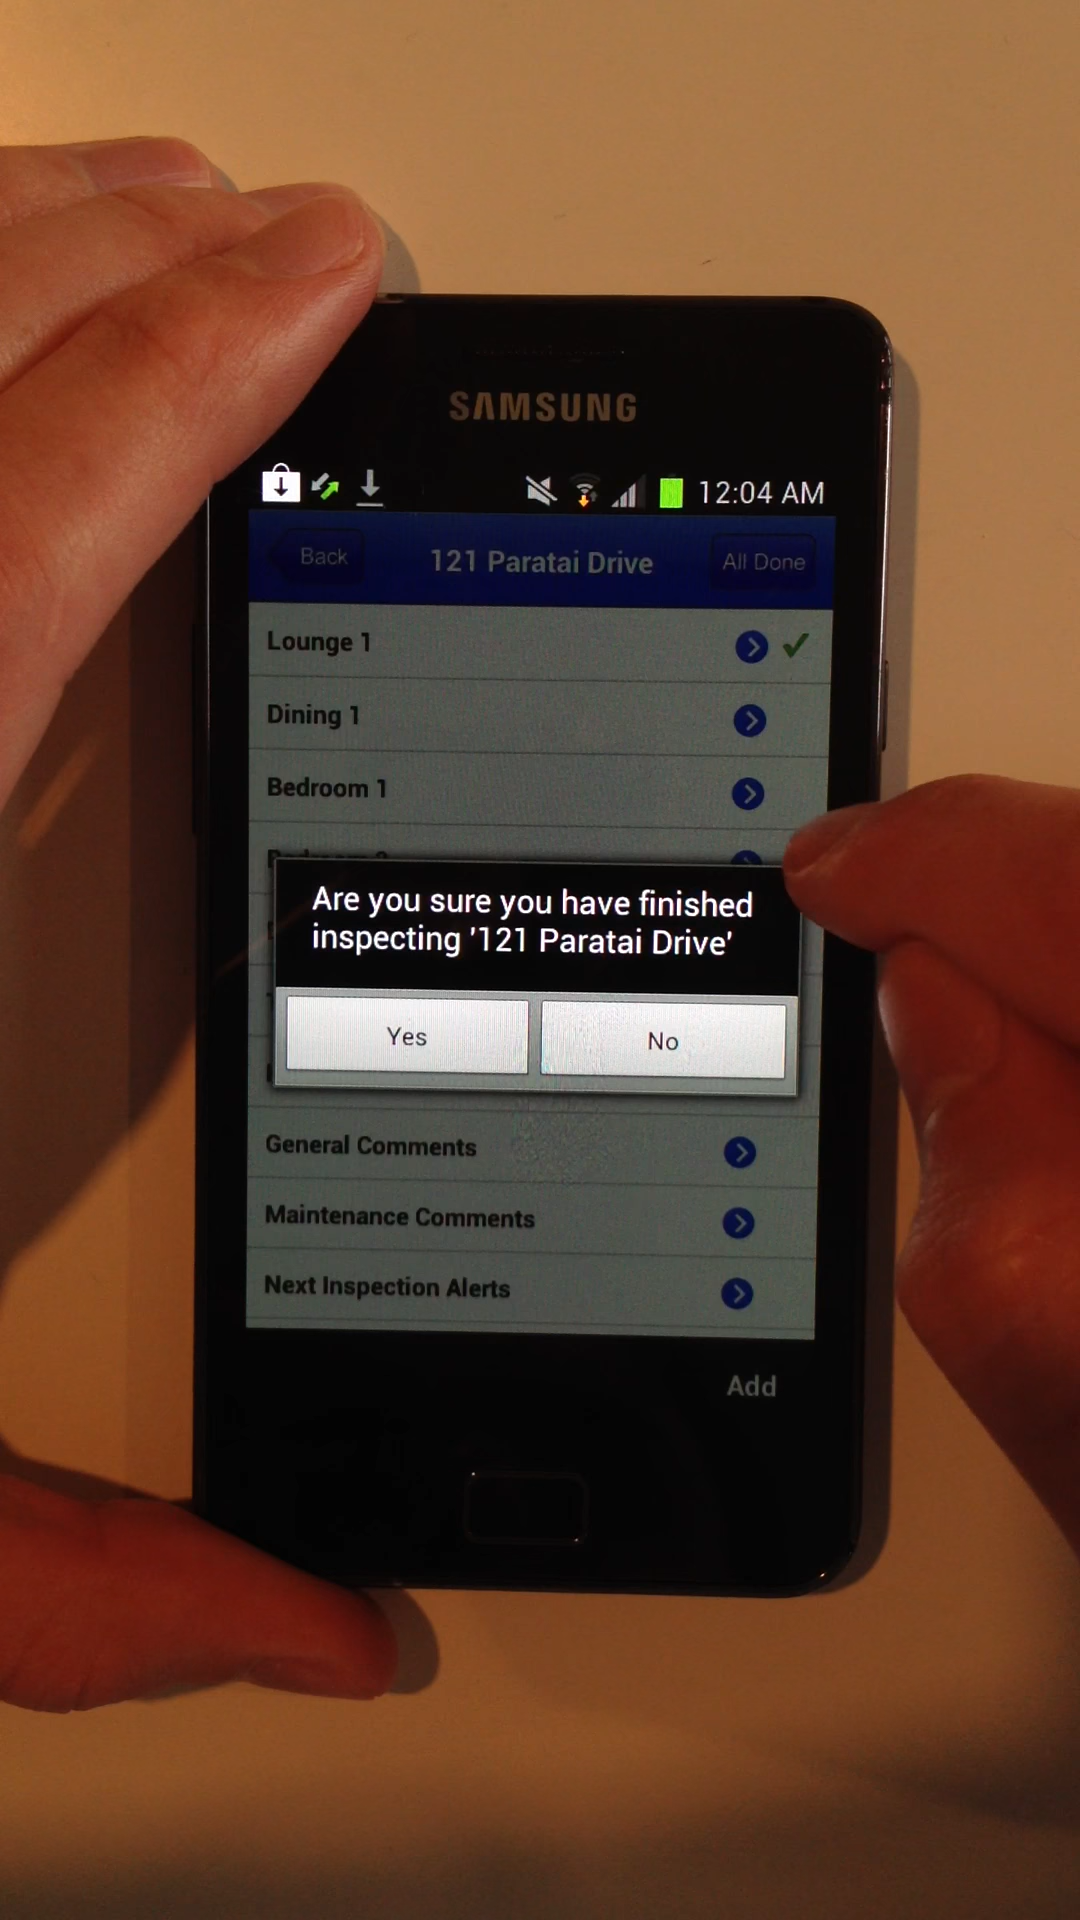 SAMSUNG
12:04 AM
Back
121 Paratai Drive
All Done
Lounge 1
Dining 1
Bedroom 1
Are you sure you have finished
inspecting '121 Paratai Drive'
Yes
No
General Comments
Maintenance Comments
Next Inspection Alerts
Add